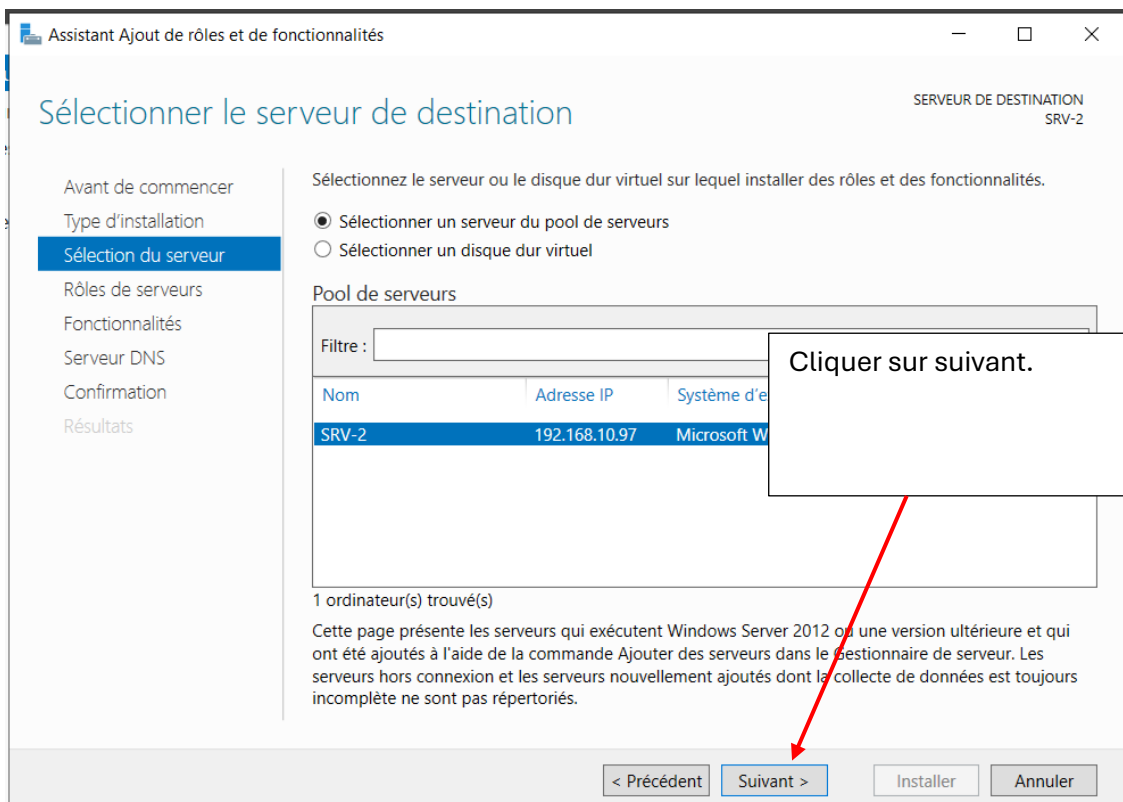 Assistant Ajout de rôles et de fonctionnalités
Sélectionner le serveur de destination
SERVEUR DE DESTINATION
SRV-2
Avant de commencer
Type d'installation
Sélection du serveur
Rôles de serveurs
Fonctionnalités
Serveur DNS
Confirmation
Résultats
Sélectionnez le serveur ou le disque dur virtuel sur lequel installer des rôles et des fonctionnalités.
Sélectionner un serveur du pool de serveurs
Sélectionner un disque dur virtuel
Pool de serveurs
Filtre :
Cliquer sur suivant.
Nom Adresse IP Système d'e
SRV-2 192.168.10.97 Microsoft W
1 ordinateur(s) trouvé(s)
Cette page présente les serveurs qui exécutent Windows Server 2012 ou une version ultérieure et qui
ont été ajoutés à l'aide de la commande Ajouter des serveurs dans le Gestionnaire de serveur. Les
serveurs hors connexion et les serveurs nouvellement ajoutés dont la collecte de données est toujours
incomplète ne sont pas répertoriés.
< Précédent Suivant > Installer Annuler